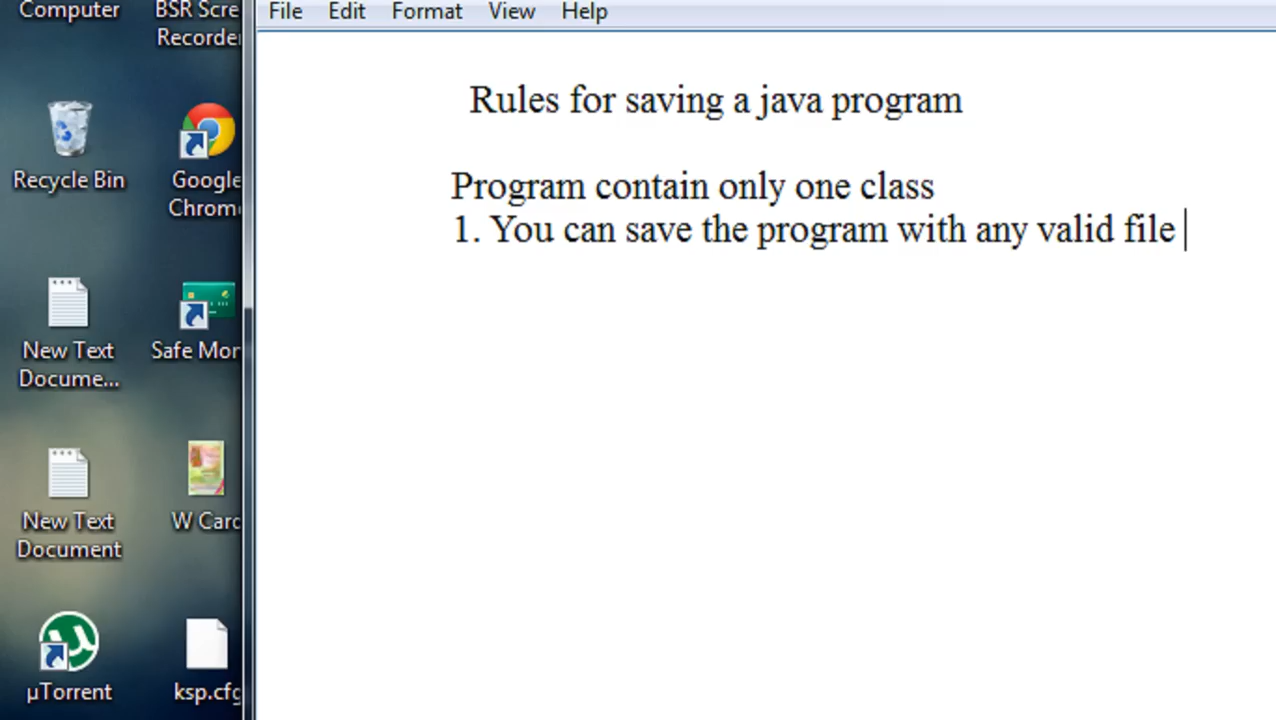 Computer
BSR Scre
Recorde
File Edit Format View Help
Rules for saving a java program
Recycle Bin
Google
Chrom
Program contain only one class
1. You can save the program with any valid file
New Text
Docume...
Safe Mon
New Text
Document
W Card
µTorrent
ksp.cfg